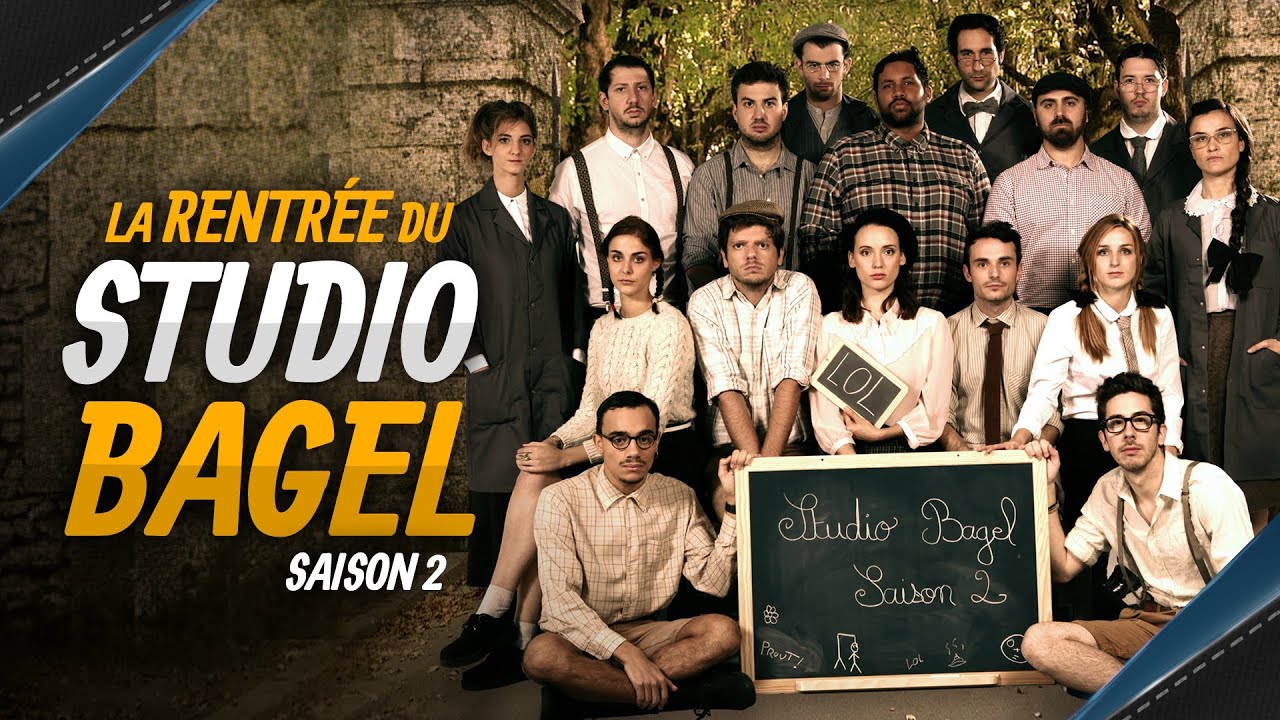 LA RENTRÉE DU
STUDIO
BAGEL
SAISON 2
LOL
Studio Bagel
Saison 2
PROUT!
LOL